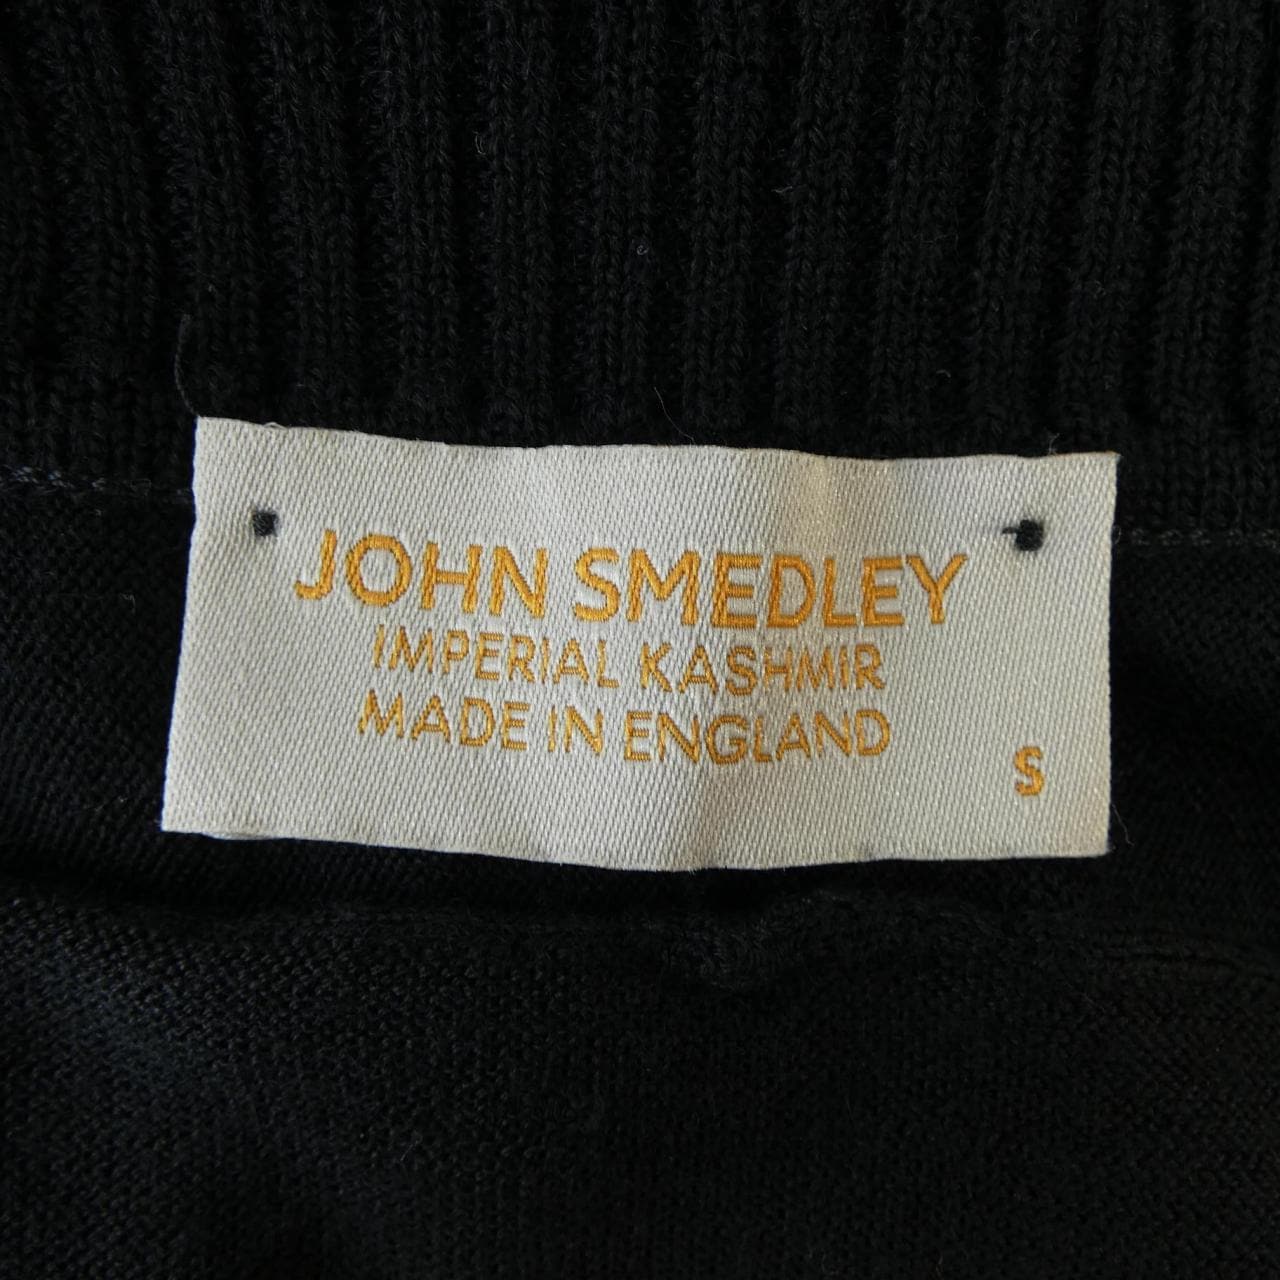 JOHN SMEDLEY
IMPERIAL KASHMIR
MADE IN ENGLAND
S